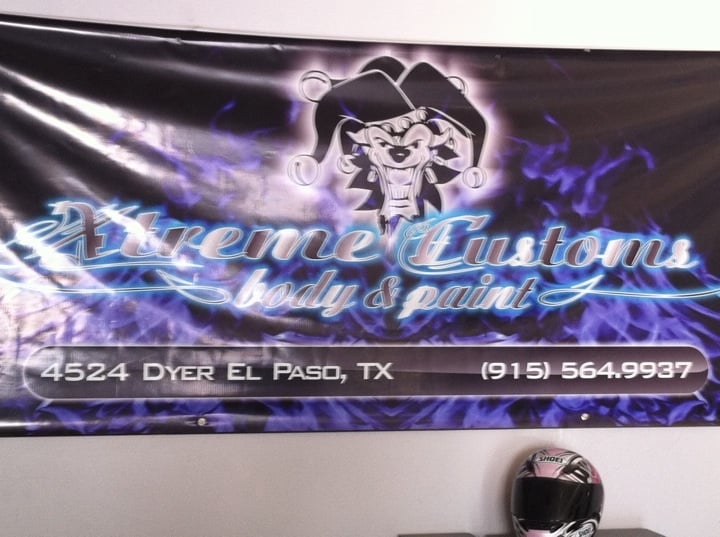 Xtreme Customs
body & paint
4524 Dyer El Paso, TX (915) 564.9937
SHOEI